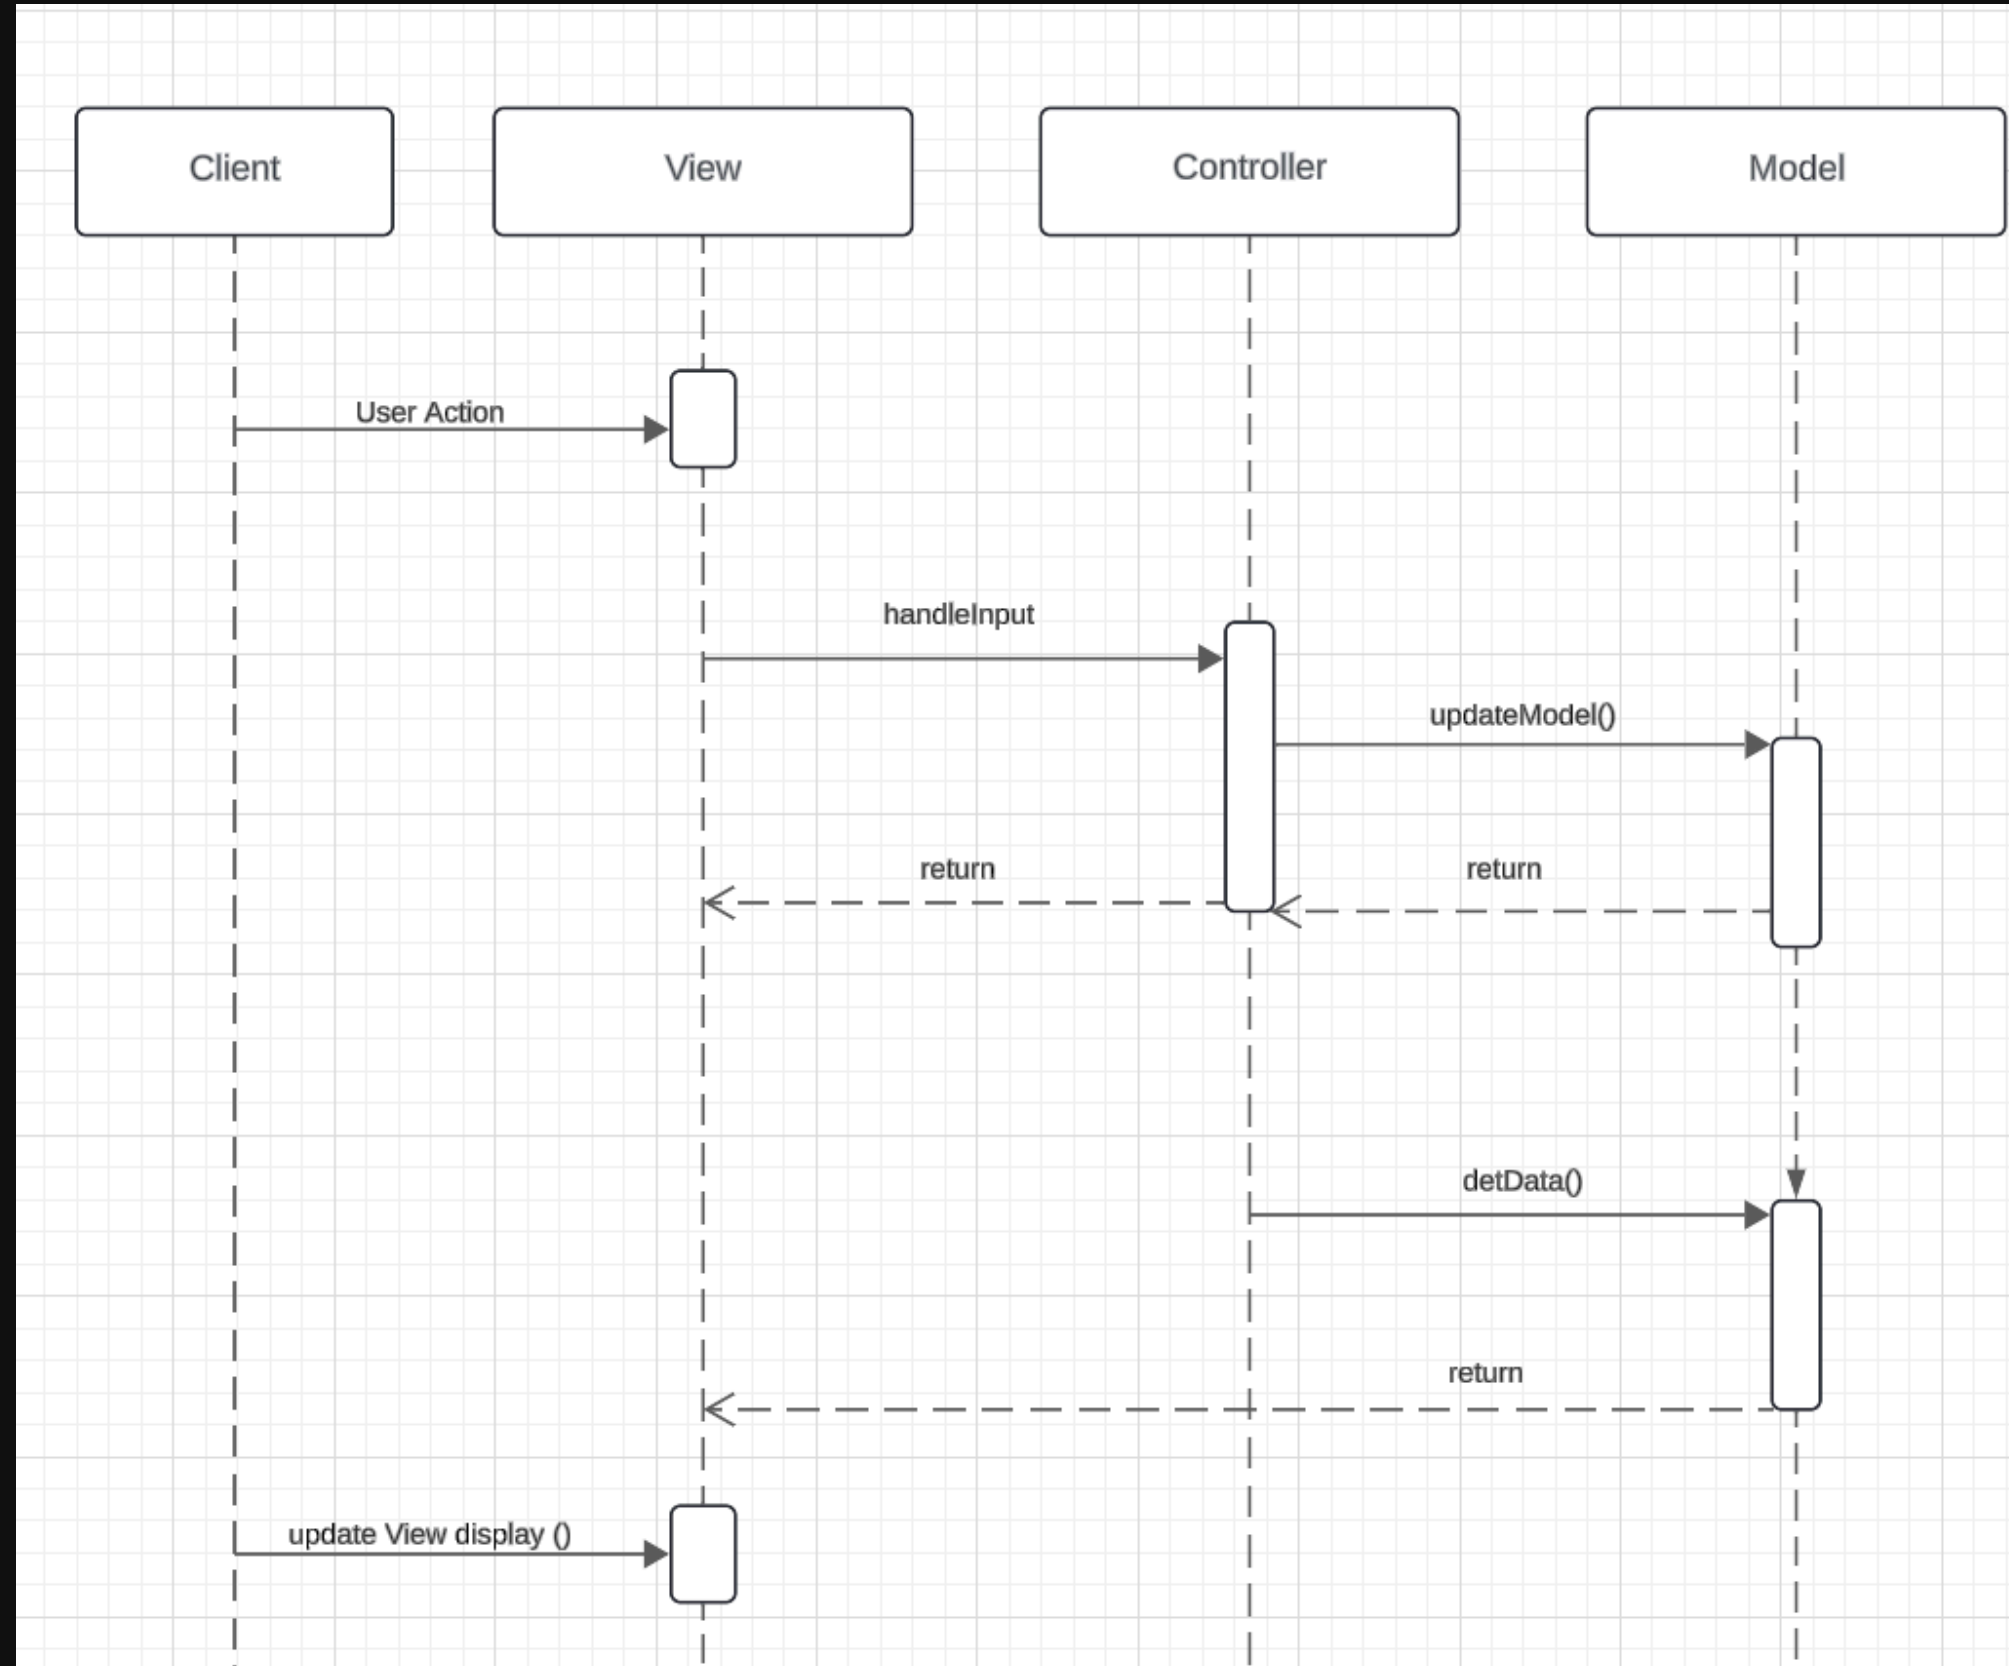 Client
View
Controller
Model
User Action
handleInput
updateModel()
return
return
detData()
return
update View display ()